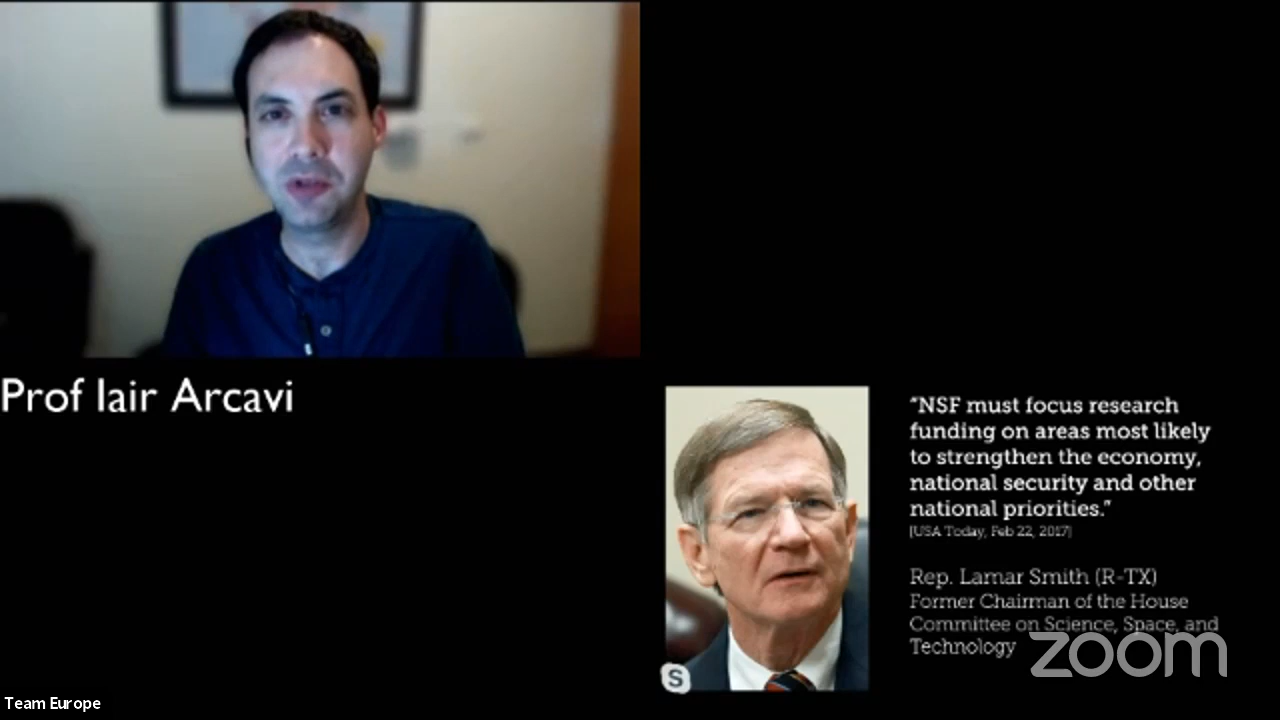 Prof Iair Arcavi
“NSF must focus research
funding on areas most likely
to strengthen the economy,
national security and other
national priorities.”
[USA Today, Feb 22, 2017]
Rep. Lamar Smith (R-TX)
Former Chairman of the House
Committee on Science, Space, and
Technology
zoom
S
Team Europe